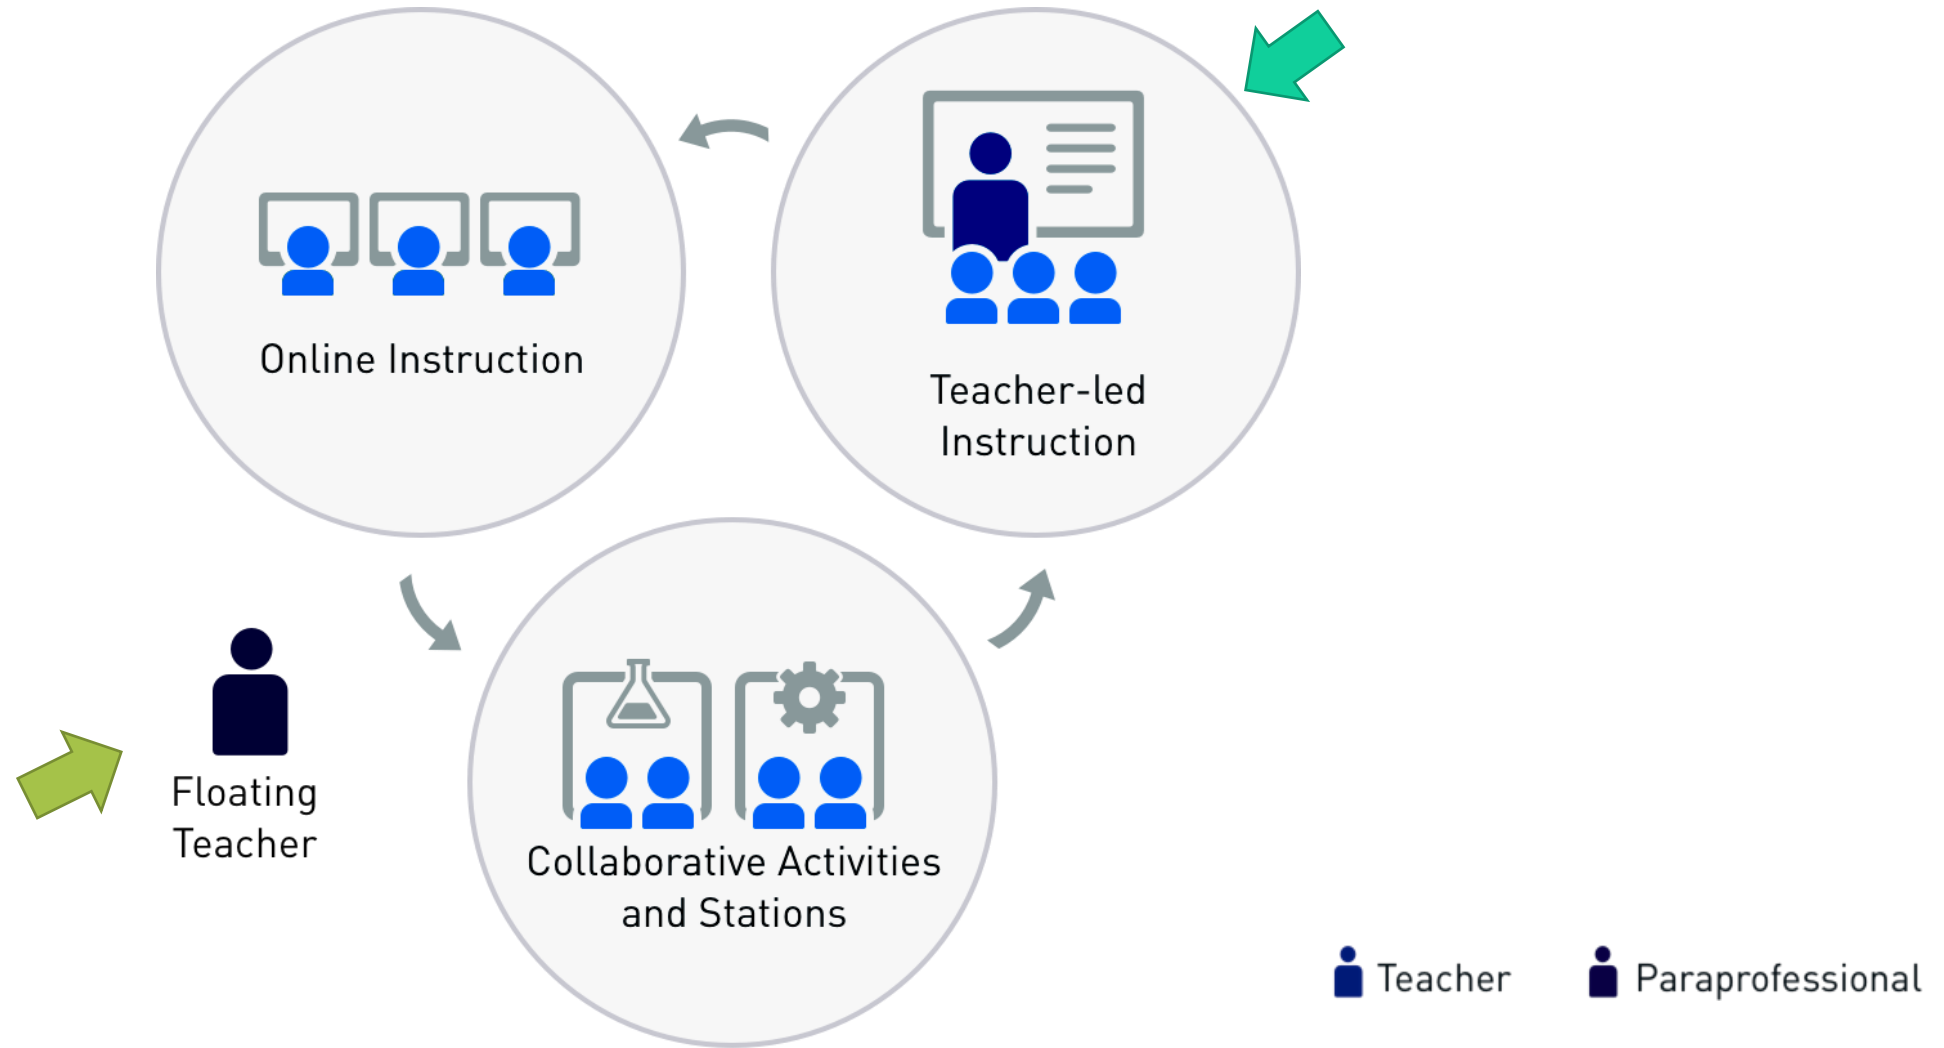 Online Instruction
Teacher-led
Instruction
Floating
Teacher
Collaborative Activities
and Stations
Teacher
Paraprofessional